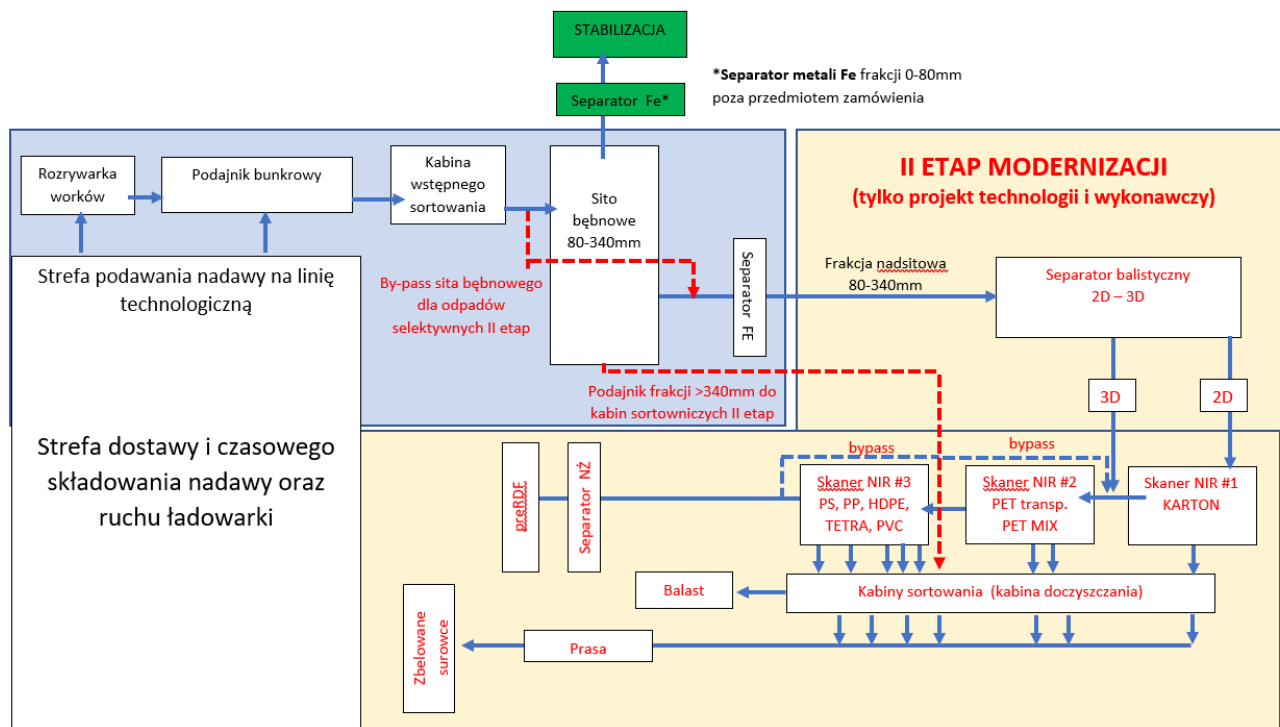 STABILIZACJA
Separator Fe*
*Separator metali Fe frakcji 0-80mm
poza przedmiotem zamówienia
Rozrywarka
worków
Podajnik bunkrowy
Kabina
wstępnego
sortowania
Sito
bębnowe
80-340mm
II ETAP MODERNIZACJI
(tylko projekt technologii i wykonawczy)
Strefa podawania nadawy na linię
technologiczną
By-pass sita bębnowego
dla odpadów
selektywnych II etap
Separator FE
Frakcja nadsitowa
80-340mm
Separator balistyczny
2D – 3D
Podajnik frakcji >340mm do
kabin sortowniczych II etap
3D
2D
Strefa dostawy i czasowego
składowania nadawy oraz
ruchu ładowarki
bypass
bypass
preRDF
Separator NŻ
Skaner NIR #3
PS, PP, HDPE,
TETRA, PVC
Skaner NIR #2
PET transp.
PET MIX
Skaner NIR #1
KARTON
Balast
Kabiny sortowania (kabina doczyszczania)
Zbelowane
surowce
Prasa